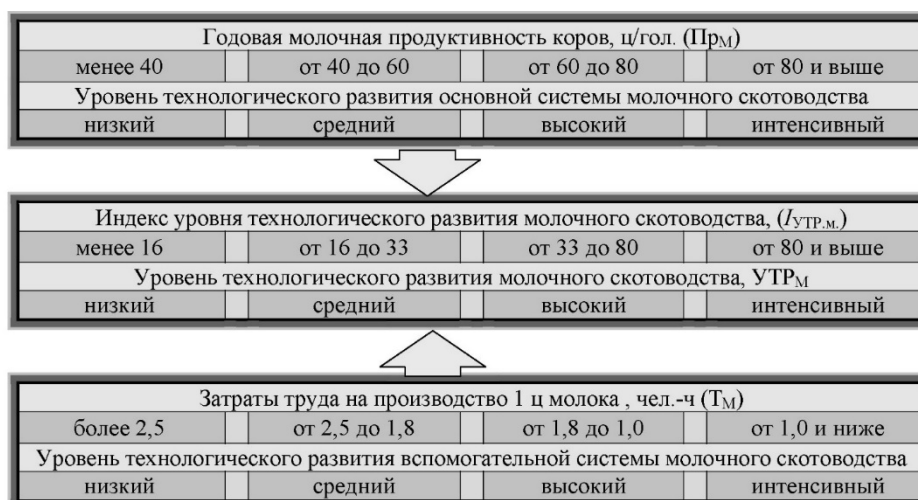 Годовая молочная продуктивность коров, ц/гол. (ПрМ)
менее 40 от 40 до 60 от 60 до 80 от 80 и выше
Уровень технологического развития основной системы молочного скотоводства
низкий средний высокий интенсивный
Индекс уровня технологического развития молочного скотоводства, (IУТР.м.)
менее 16 от 16 до 33 от 33 до 80 от 80 и выше
Уровень технологического развития молочного скотоводства, УТРМ
низкий средний высокий интенсивный
Затраты труда на производство 1 ц молока , чел.-ч (ТМ)
более 2,5 от 2,5 до 1,8 от 1,8 до 1,0 от 1,0 и ниже
Уровень технологического развития вспомогательной системы молочного скотоводства
низкий средний высокий интенсивный